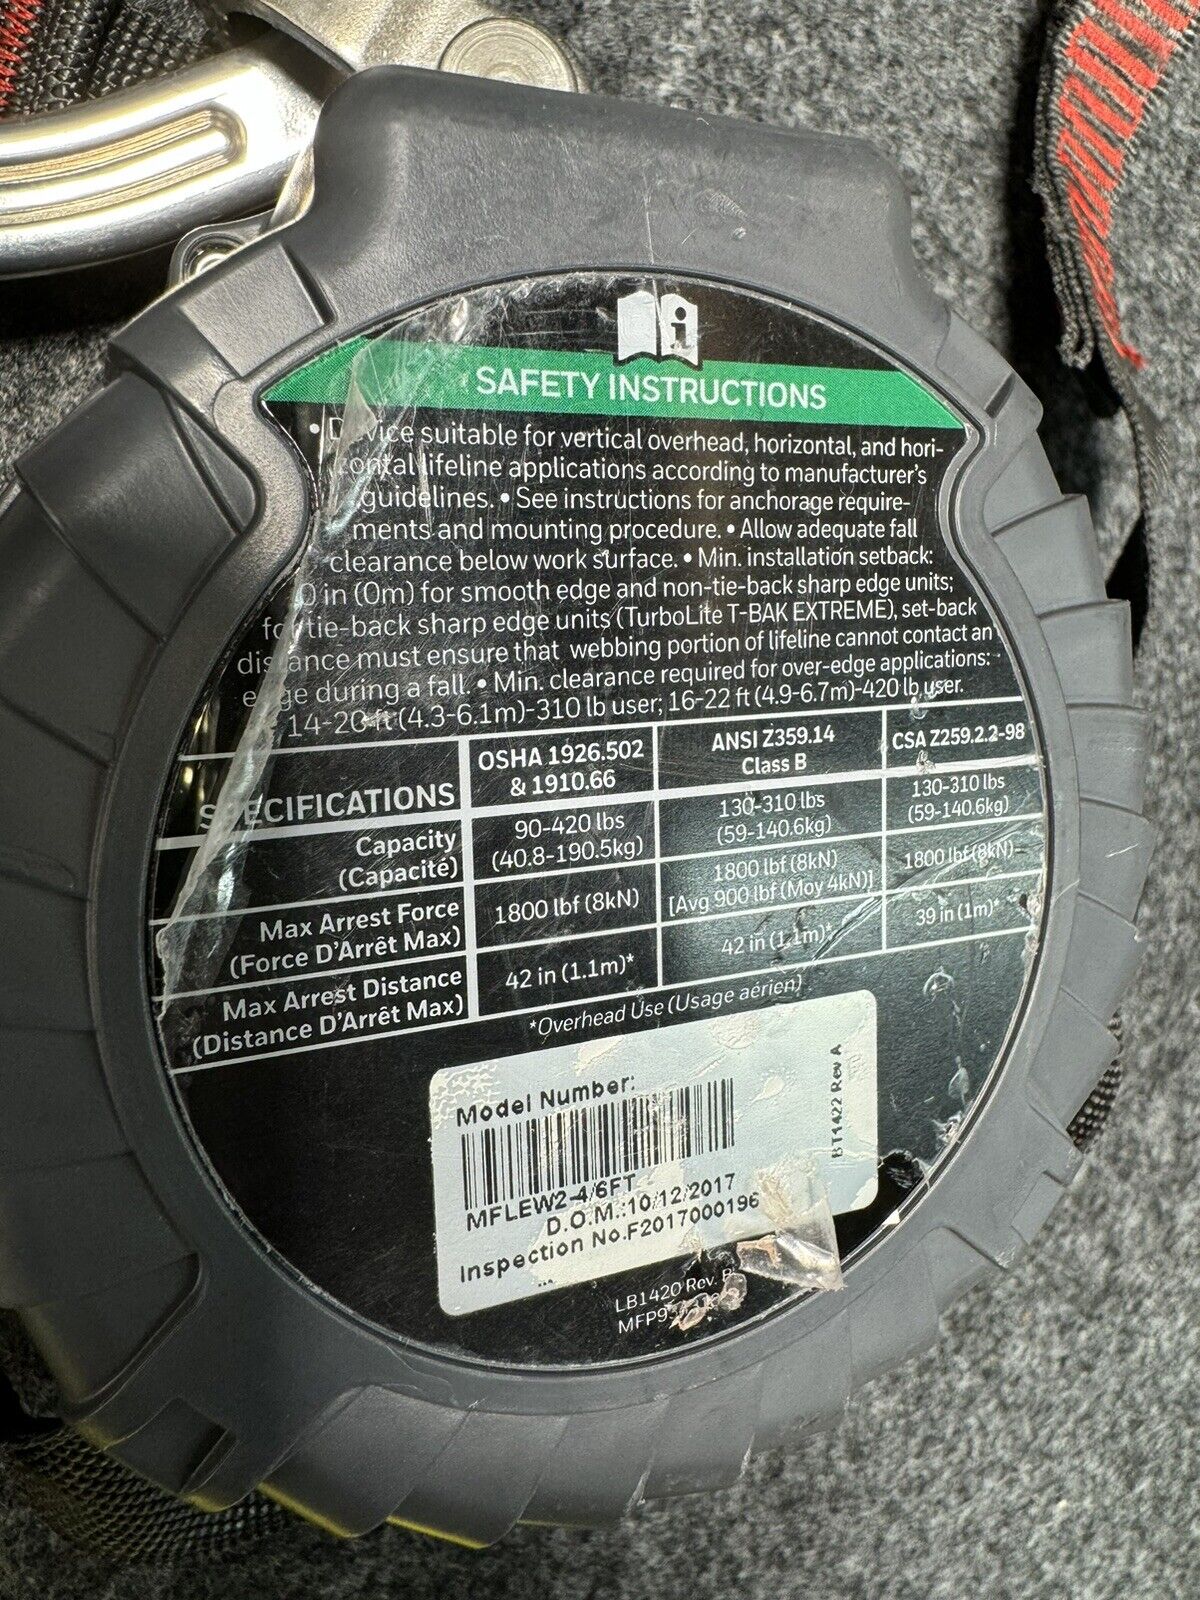 SAFETY INSTRUCTIONS
• Device suitable for vertical overhead, horizontal, and hori-
zontal lifeline applications according to manufacturer's
guidelines. • See instructions for anchorage require-
ments and mounting procedure. • Allow adequate fall
clearance below work surface. • Min. installation setback:
0 in (0m) for smooth edge and non-tie-back sharp edge units;
for tie-back sharp edge units (TurboLite T-BAK EXTREME), set-back
distance must ensure that webbing portion of lifeline cannot contact an
edge during a fall. • Min. clearance required for over-edge applications:
14-20 ft (4.3-6.1m)-310 lb user; 16-22 ft (4.9-6.7m)-420 lb user.
SPECIFICATIONS
OSHA 1926.502
& 1910.66
ANSI Z359.14
Class B
CSA Z259.2.2-98
Capacity
(Capacité)
90-420 lbs
(40.8-190.5kg)
130-310 lbs
(59-140.6kg)
130-310 lbs
(59-140.6kg)
Max Arrest Force
(Force D'Arrêt Max)
1800 lbf (8kN)
1800 lbf (8kN)
[Avg 900 lbf (Moy 4kN)]
1800 lbf (8kN)
Max Arrest Distance
(Distance D'Arrêt Max)
42 in (1.1m)*
42 in (1.1m)*
39 in (1m)*
*Overhead Use (Usage aérien)
Model Number:
MFLEW2-4/6FT
D.O.M.:10/12/2017
Inspection No.F2017000196
BT1422 Rev A
LB1420 Rev.